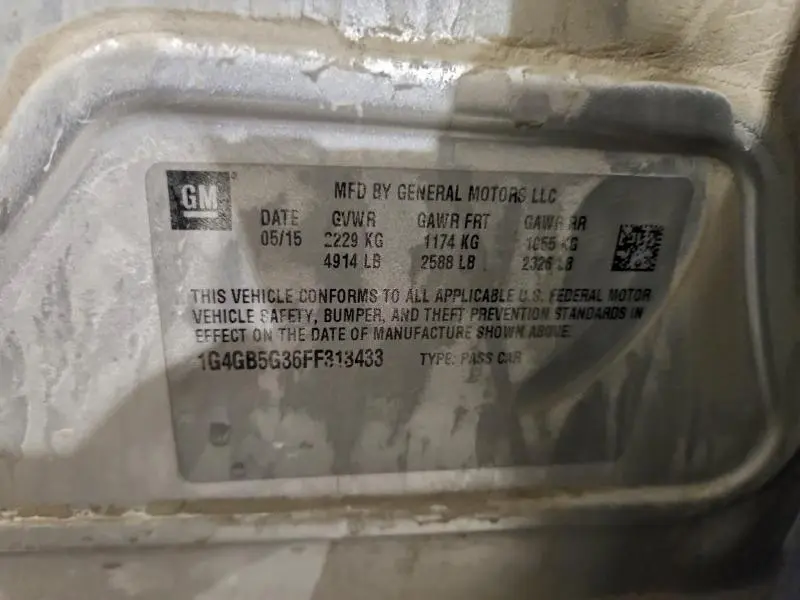 GM
MFD BY GENERAL MOTORS LLC
DATE GVWR GAWR FRT GAWR RR
05/15 2229 KG 1174 KG 1055 KG
4914 LB 2588 LB 2326 LB
THIS VEHICLE CONFORMS TO ALL APPLICABLE U.S. FEDERAL MOTOR
VEHICLE SAFETY, BUMPER, AND THEFT PREVENTION STANDARDS IN
EFFECT ON THE DATE OF MANUFACTURE SHOWN ABOVE.
1G4GB5G36FF313433 TYPE: PASS CAR